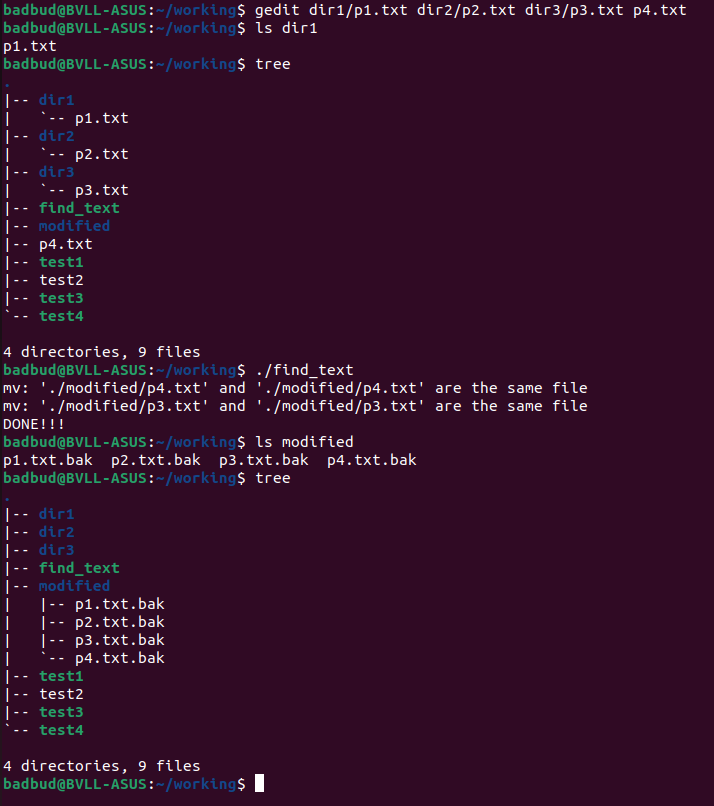 badbud@BVLL-ASUS:~/working$ gedit dir1/p1.txt dir2/p2.txt dir3/p3.txt p4.txt
badbud@BVLL-ASUS:~/working$ ls dir1
p1.txt
badbud@BVLL-ASUS:~/working$ tree
.
|-- dir1
|   `-- p1.txt
|-- dir2
|   `-- p2.txt
|-- dir3
|   `-- p3.txt
|-- find_text
|-- modified
|-- p4.txt
|-- test1
|-- test2
|-- test3
`-- test4

4 directories, 9 files
badbud@BVLL-ASUS:~/working$ ./find_text
mv: './modified/p4.txt' and './modified/p4.txt' are the same file
mv: './modified/p3.txt' and './modified/p3.txt' are the same file
DONE!!!
badbud@BVLL-ASUS:~/working$ ls modified
p1.txt.bak  p2.txt.bak  p3.txt.bak  p4.txt.bak
badbud@BVLL-ASUS:~/working$ tree
.
|-- dir1
|-- dir2
|-- dir3
|-- find_text
|-- modified
|   |-- p1.txt.bak
|   |-- p2.txt.bak
|   |-- p3.txt.bak
|   `-- p4.txt.bak
|-- test1
|-- test2
|-- test3
`-- test4

4 directories, 9 files
badbud@BVLL-ASUS:~/working$